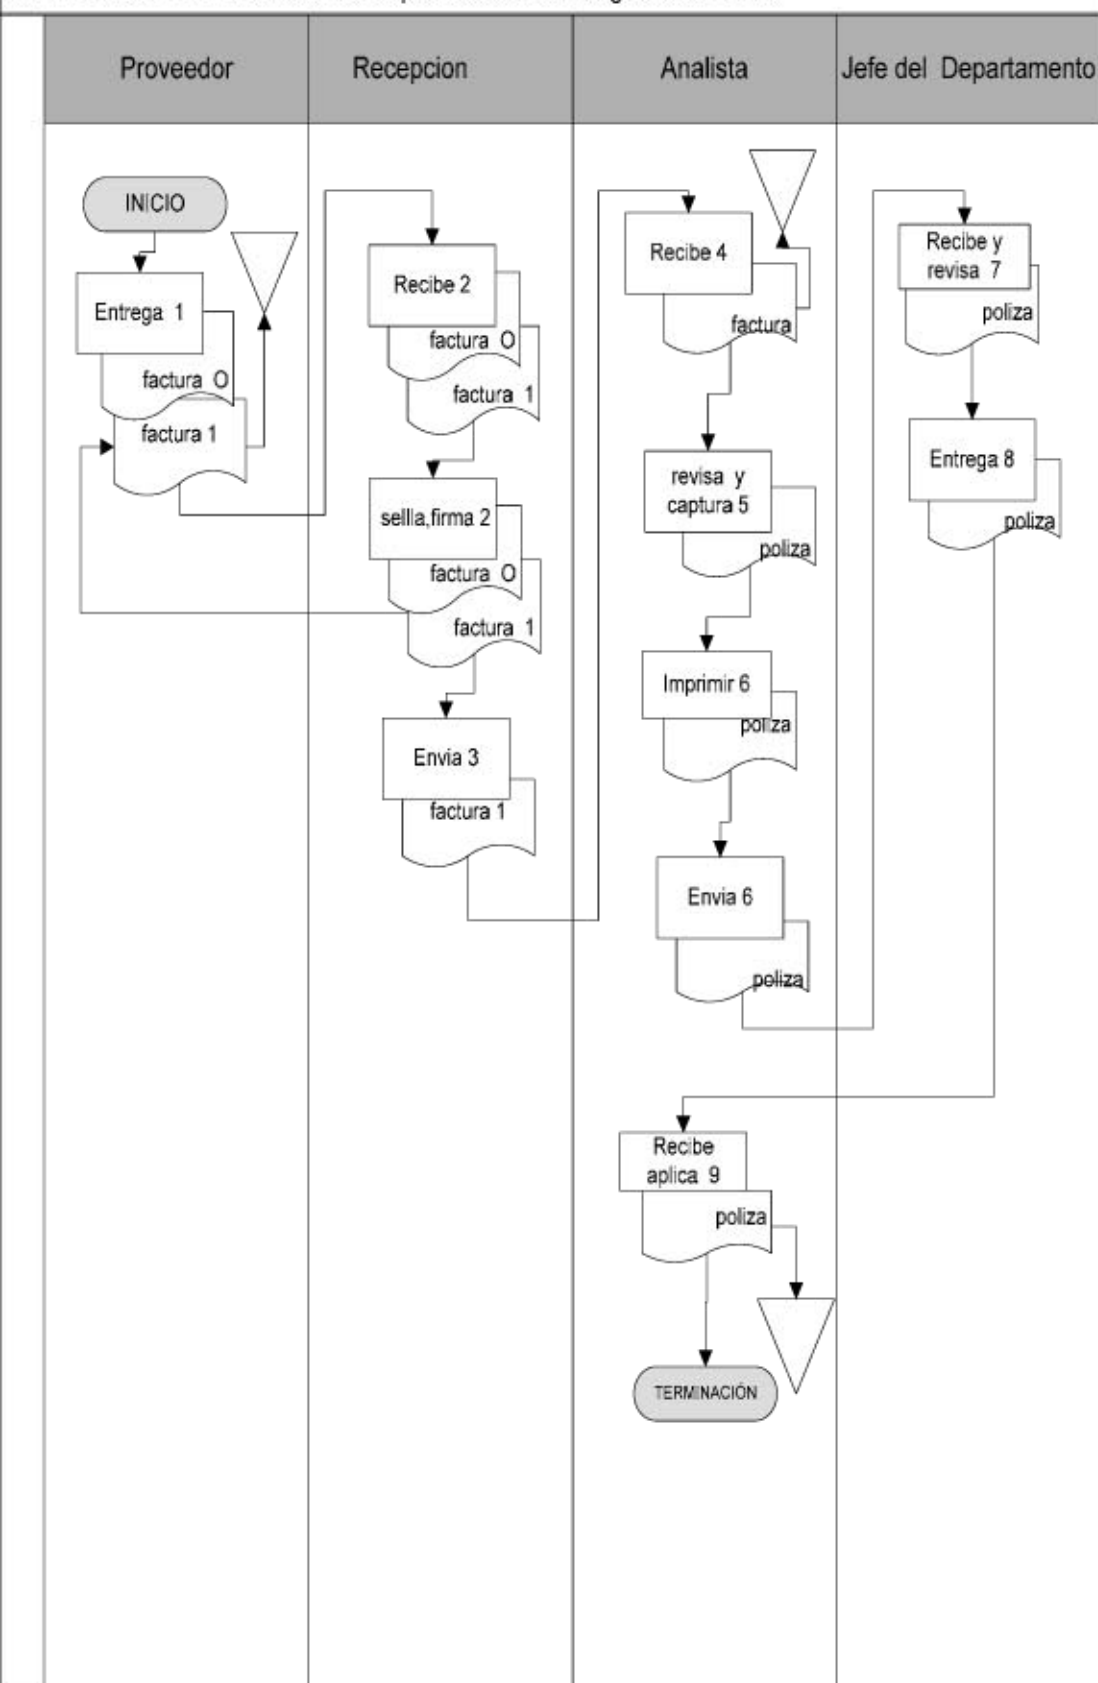 Proveedor
Recepcion
Analista
Jefe del Departamento
INICIO
Entrega 1
factura O
factura 1
Recibe 2
factura O
factura 1
sellla,firma 2
factura O
factura 1
Envia 3
factura 1
Recibe 4
factura
revisa y
captura 5
poliza
Imprimir 6
poliza
Envia 6
poliza
Recibe y
revisa 7
poliza
Entrega 8
poliza
Recibe
aplica 9
poliza
TERMINACIÓN